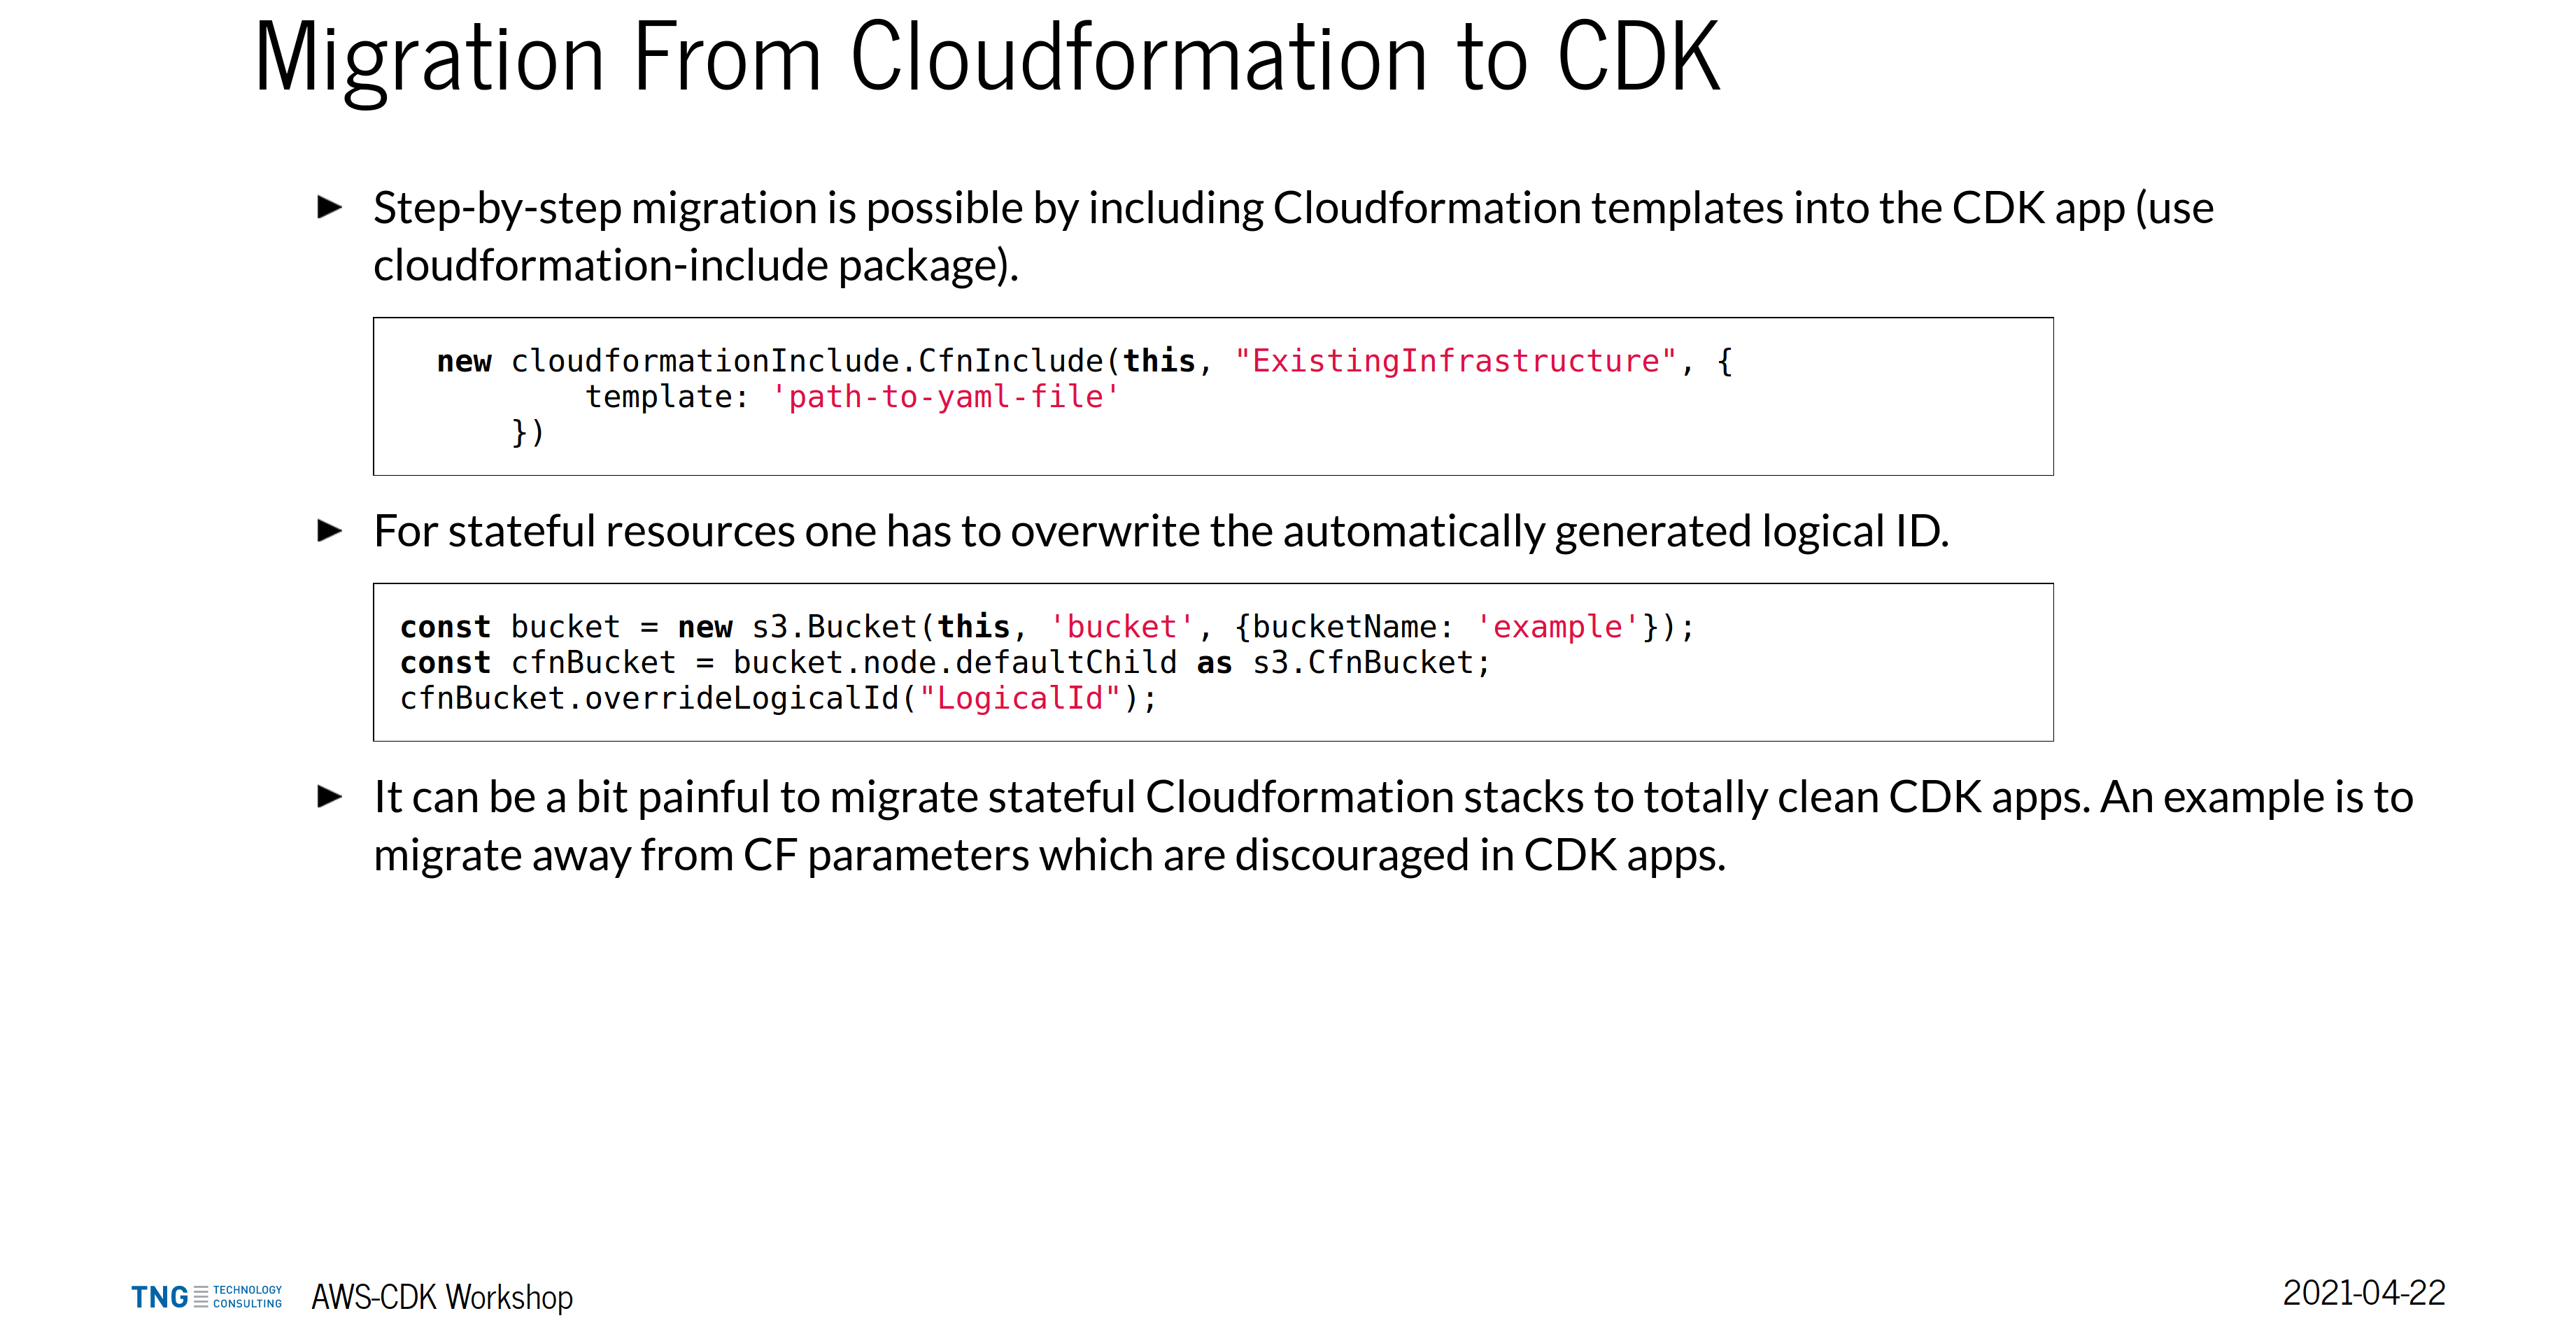 Migration From Cloudformation to CDK
Step-by-step migration is possible by including Cloudformation templates into the CDK app (use
cloudformation-include package).
new cloudformationInclude.CfnInclude(this, "ExistingInfrastructure", {
template: 'path-to-yaml-file'
})
For stateful resources one has to overwrite the automatically generated logical ID.
const bucket = new s3.Bucket(this, 'bucket', {bucketName: 'example'});
const cfnBucket = bucket.node.defaultChild as s3.CfnBucket;
cfnBucket.overrideLogicalId("LogicalId");
It can be a bit painful to migrate stateful Cloudformation stacks to totally clean CDK apps. An example is to
migrate away from CF parameters which are discouraged in CDK apps.
TNG TECHNOLOGY
CONSULTING
AWS-CDK Workshop
2021-04-22